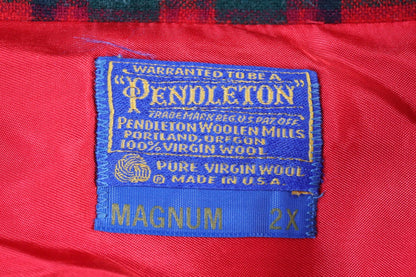 WARRANTED TO BE A
"PENDLETON"
TRADE MARK REG. U.S. PAT. OFF.
PENDLETON WOOLEN MILLS
PORTLAND, OREGON
100% VIRGIN WOOL
PURE VIRGIN WOOL
MADE IN U.S.A.
MAGNUM 2X